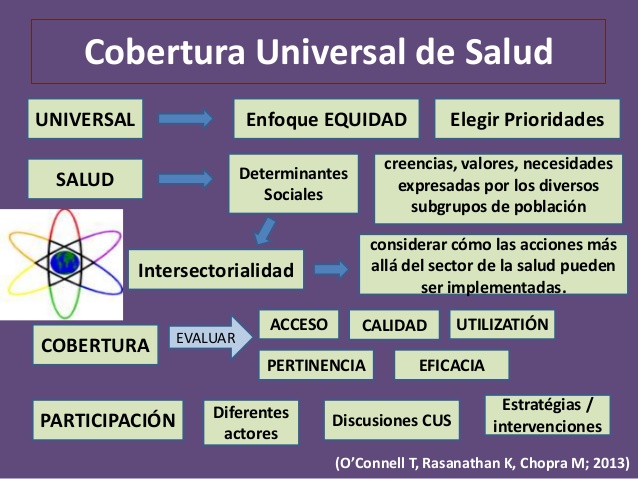 Cobertura Universal de Salud
UNIVERSAL
Enfoque EQUIDAD
Elegir Prioridades
SALUD
Determinantes
Sociales
creencias, valores, necesidades
expresadas por los diversos
subgrupos de población
Intersectorialidad
considerar cómo las acciones más
allá del sector de la salud pueden
ser implementadas.
COBERTURA
EVALUAR
ACCESO
CALIDAD
UTILIZATIÓN
PERTINENCIA
EFICACIA
PARTICIPACIÓN
Diferentes
actores
Discusiones CUS
Estratégias /
intervenciones
(O’Connell T, Rasanathan K, Chopra M; 2013)